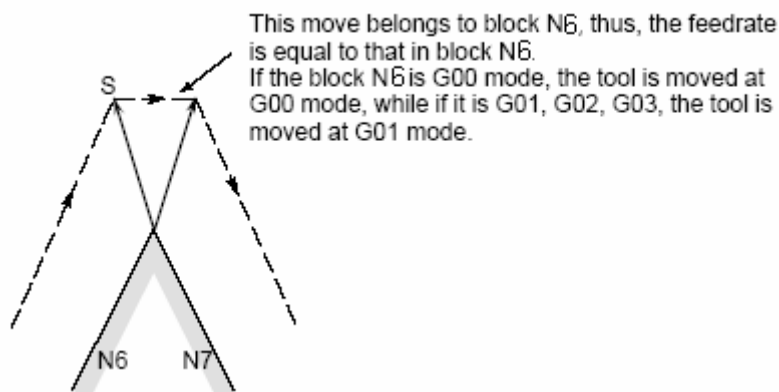 This move belongs to block N6, thus, the feedrate
is equal to that in block N6.
If the block N6 is G00 mode, the tool is moved at
G00 mode, while if it is G01, G02, G03, the tool is
moved at G01 mode.
S
N6
N7